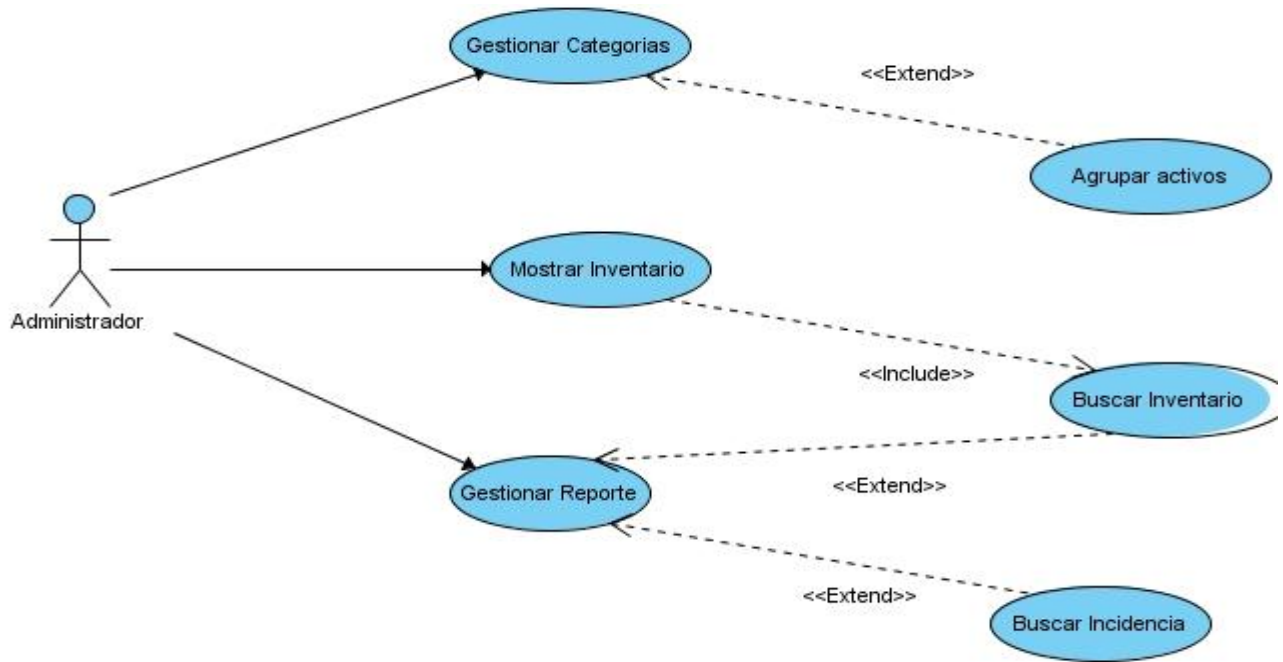 Gestionar Categorias
<<Extend>>
Agrupar activos
Administrador
Mostrar Inventario
<<Include>>
Buscar Inventario
Gestionar Reporte
<<Extend>>
<<Extend>>
Buscar Incidencia